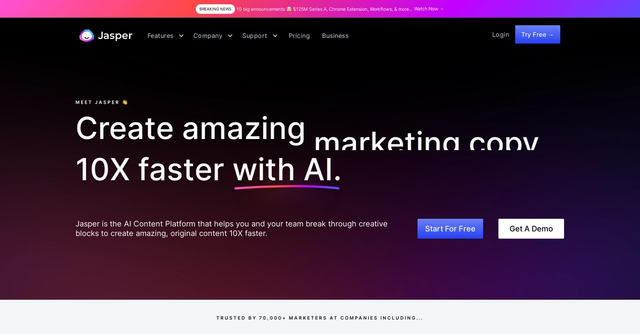 BREAKING NEWS 10 big announcements 🤯 $125M Series A, Chrome Extension, Workflows, & more... Watch Now →
Jasper Features Company Support Pricing Business Login Try Free →
MEET JASPER 👋
Create amazing marketing copy
10X faster with AI.
Jasper is the AI Content Platform that helps you and your team break through creative
blocks to create amazing, original content 10X faster.
Start For Free Get A Demo
TRUSTED BY 70,000+ MARKETERS AT COMPANIES INCLUDING...